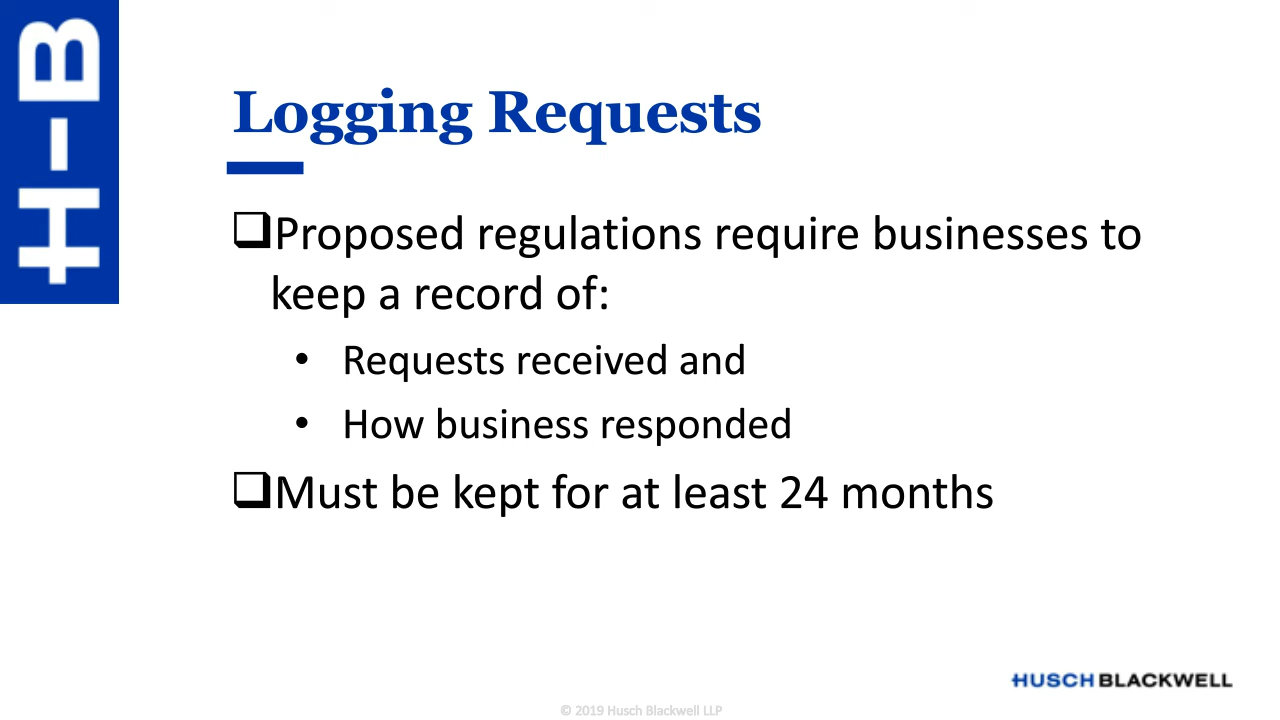 H-B
Logging Requests
❑Proposed regulations require businesses to
keep a record of:
• Requests received and
• How business responded
❑Must be kept for at least 24 months
HUSCH BLACKWELL
© 2019 Husch Blackwell LLP